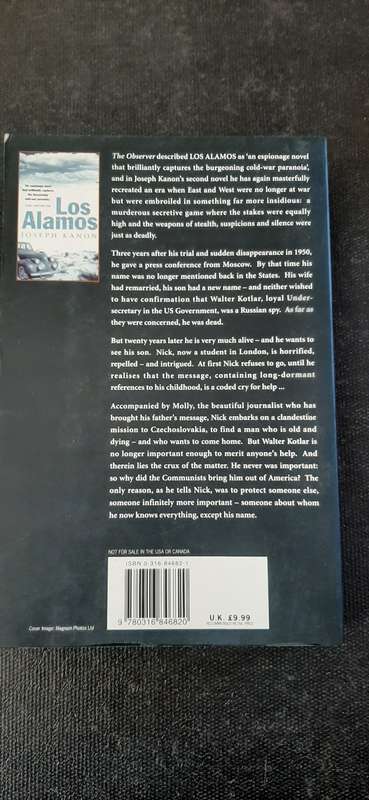 The Observer described LOS ALAMOS as 'an espionage novel
that brilliantly captures the burgeoning cold-war paranoia',
and in Joseph Kanon's second novel he has again masterfully
recreated an era when East and West were no longer at war
but were embroiled in something far more insidious: a
murderous secretive game where the stakes were equally
high and the weapons of stealth, suspicions and silence were
just as deadly.
Los
Alamos
JOSEPH KANON
Three years after his trial and sudden disappearance in 1950,
he gave a press conference from Moscow. By that time his
name was no longer mentioned back in the States. His wife
had remarried, his son had a new name – and neither wished
to have confirmation that Walter Kotlar, loyal Under-
secretary in the US Government, was a Russian spy. As far as
they were concerned, he was dead.
But twenty years later he is very much alive – and he wants to
see his son. Nick, now a student in London, is horrified,
repelled – and intrigued. At first Nick refuses to go, until he
realises that the message, containing long-dormant
references to his childhood, is a coded cry for help ...
Accompanied by Molly, the beautiful journalist who has
brought his father's message, Nick embarks on a clandestine
mission to Czechoslovakia, to find a man who is old and
dying – and who wants to come home. But Walter Kotlar is
no longer important enough to merit anyone's help. And
therein lies the crux of the matter. He never was important:
so why did the Communists bring him out of America? The
only reason, as he tells Nick, was to protect someone else,
someone infinitely more important – someone about whom
he now knows everything, except his name.
NOT FOR SALE IN THE USA OR CANADA
ISBN 0-316-84682-1
9 780316 846820
U.K. £9.99
Cover Image: Magnum Photos Ltd